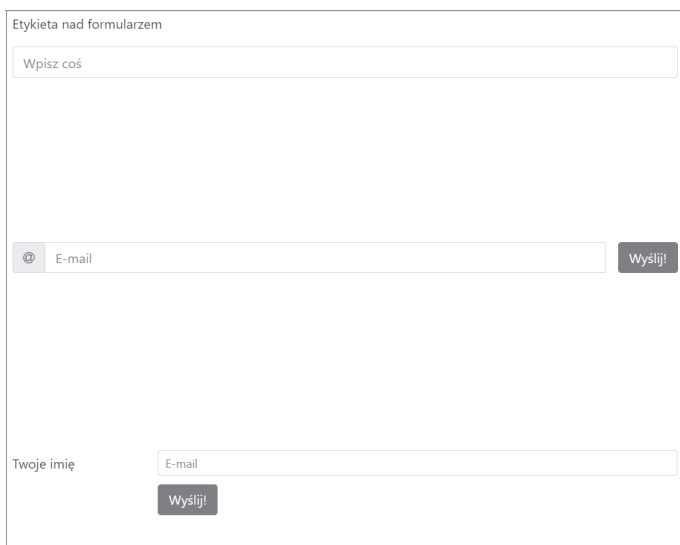 Etykieta nad formularzem
Wpisz coś
@ E-mail Wyślij!
Twoje imię E-mail
Wyślij!